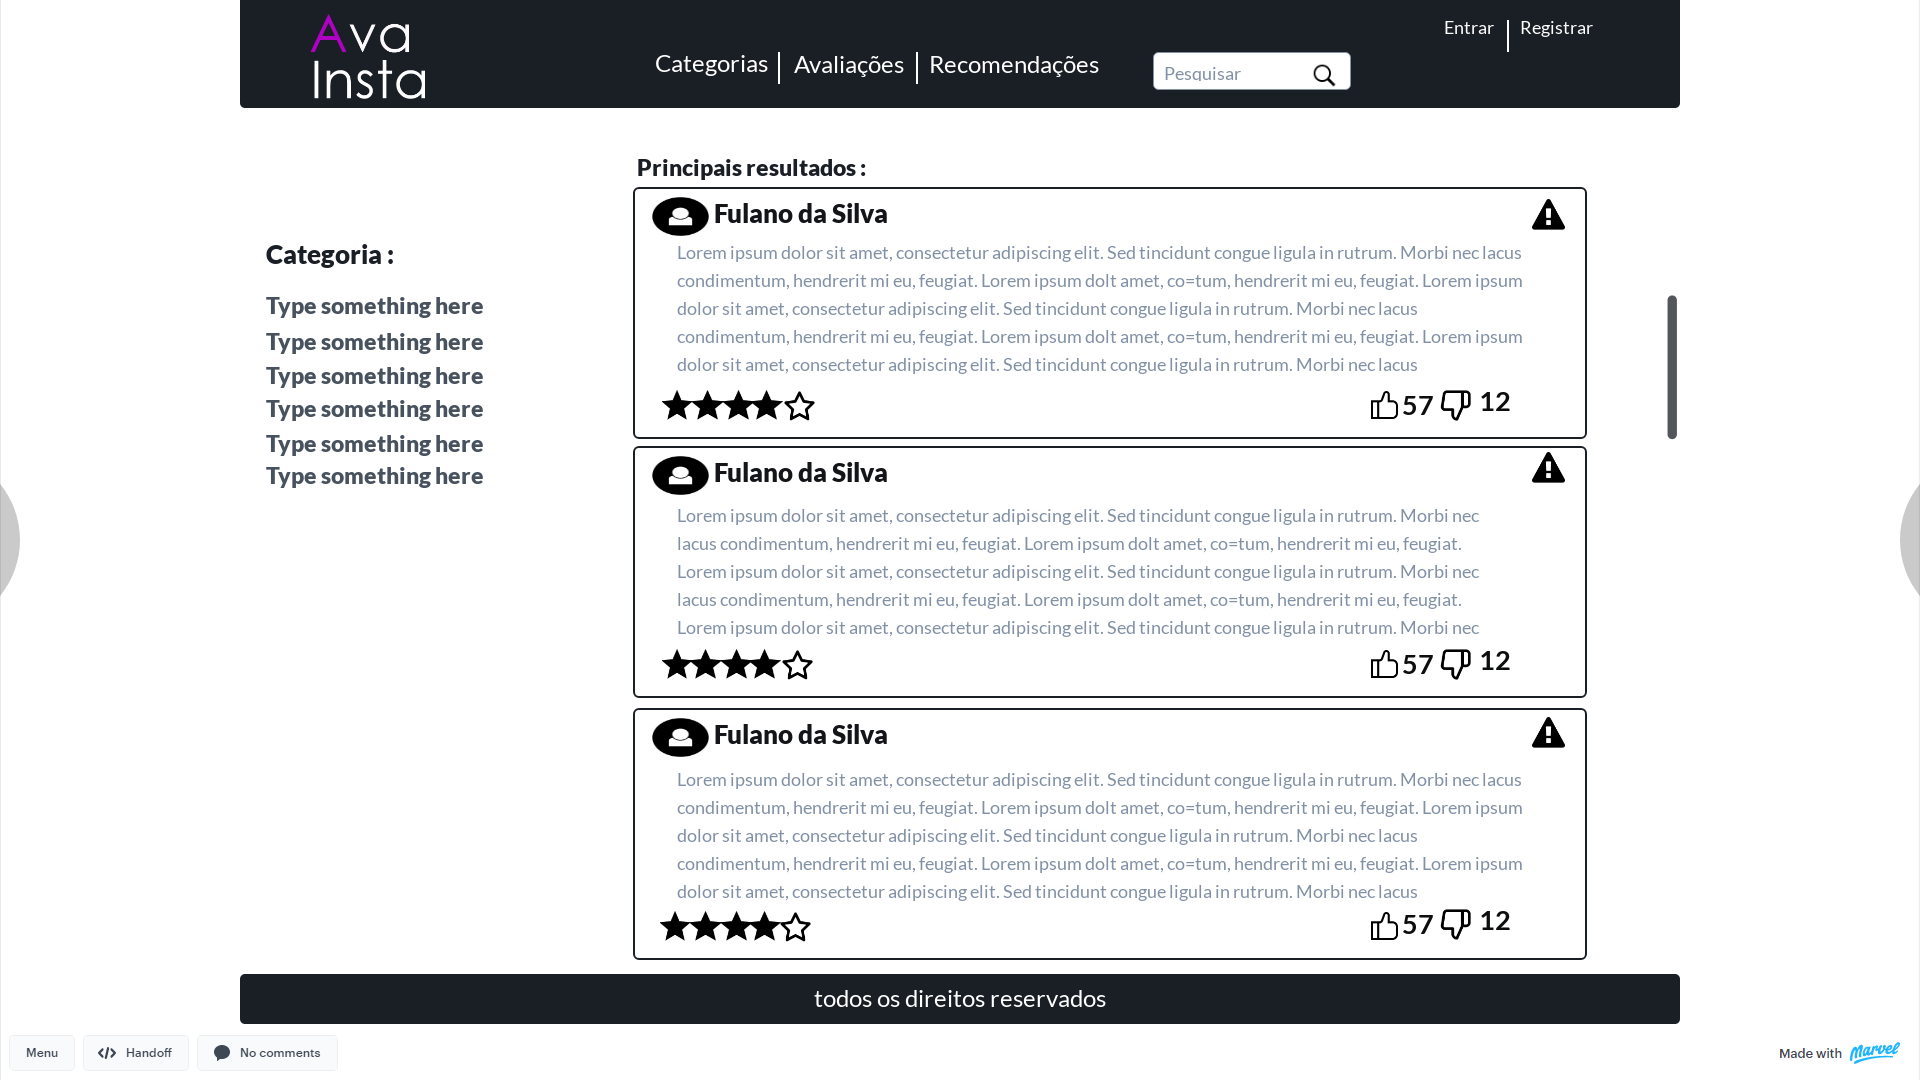 Ava
Insta
Categorias
Avaliações
Recomendações
Pesquisar
Entrar
Registrar
Principais resultados :
Categoria :
Type something here
Type something here
Type something here
Type something here
Type something here
Type something here
Fulano da Silva
Lorem ipsum dolor sit amet, consectetur adipiscing elit. Sed tincidunt congue ligula in rutrum. Morbi nec lacus
condimentum, hendrerit mi eu, feugiat. Lorem ipsum dolt amet, co=tum, hendrerit mi eu, feugiat. Lorem ipsum
dolor sit amet, consectetur adipiscing elit. Sed tincidunt congue ligula in rutrum. Morbi nec lacus
condimentum, hendrerit mi eu, feugiat. Lorem ipsum dolt amet, co=tum, hendrerit mi eu, feugiat. Lorem ipsum
dolor sit amet, consectetur adipiscing elit. Sed tincidunt congue ligula in rutrum. Morbi nec lacus
57 12
Fulano da Silva
Lorem ipsum dolor sit amet, consectetur adipiscing elit. Sed tincidunt congue ligula in rutrum. Morbi nec
lacus condimentum, hendrerit mi eu, feugiat. Lorem ipsum dolt amet, co=tum, hendrerit mi eu, feugiat.
Lorem ipsum dolor sit amet, consectetur adipiscing elit. Sed tincidunt congue ligula in rutrum. Morbi nec
lacus condimentum, hendrerit mi eu, feugiat. Lorem ipsum dolt amet, co=tum, hendrerit mi eu, feugiat.
Lorem ipsum dolor sit amet, consectetur adipiscing elit. Sed tincidunt congue ligula in rutrum. Morbi nec
57 12
Fulano da Silva
Lorem ipsum dolor sit amet, consectetur adipiscing elit. Sed tincidunt congue ligula in rutrum. Morbi nec lacus
condimentum, hendrerit mi eu, feugiat. Lorem ipsum dolt amet, co=tum, hendrerit mi eu, feugiat. Lorem ipsum
dolor sit amet, consectetur adipiscing elit. Sed tincidunt congue ligula in rutrum. Morbi nec lacus
condimentum, hendrerit mi eu, feugiat. Lorem ipsum dolt amet, co=tum, hendrerit mi eu, feugiat. Lorem ipsum
dolor sit amet, consectetur adipiscing elit. Sed tincidunt congue ligula in rutrum. Morbi nec lacus
57 12
todos os direitos reservados
Menu
Handoff
No comments
Made with Marvel